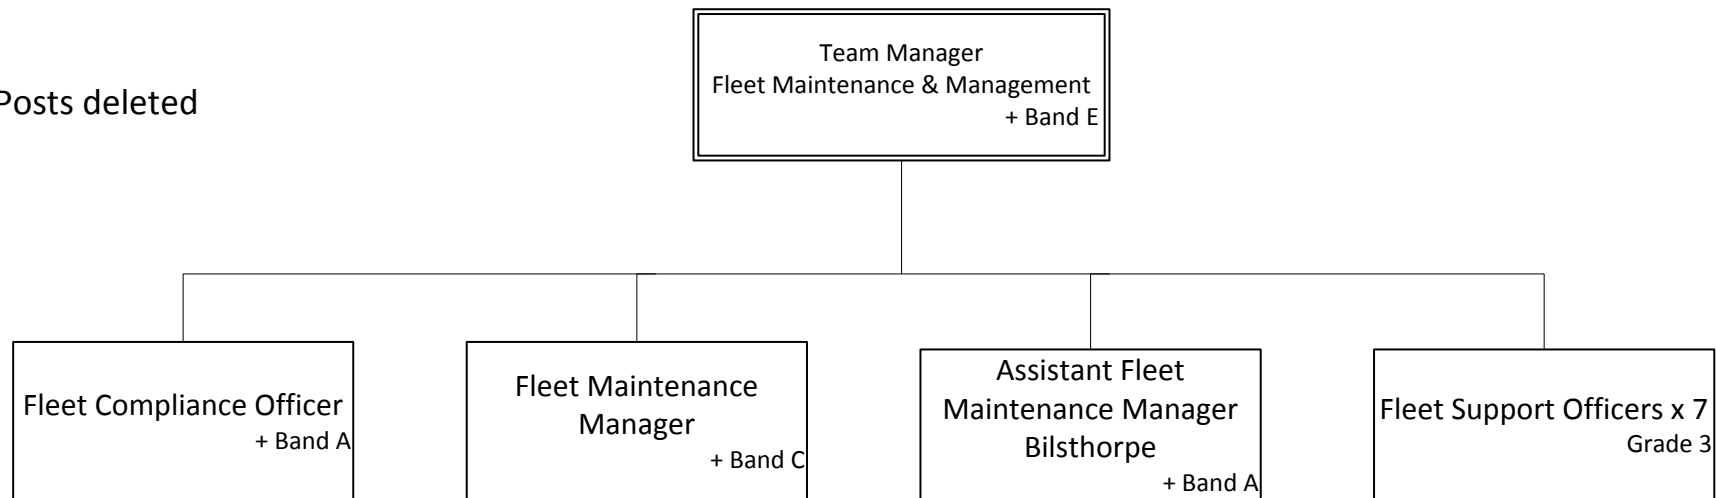 Team Manager
Fleet Maintenance & Management
+ Band E
Posts deleted
Fleet Compliance Officer
+ Band A
Fleet Maintenance
Manager
+ Band C
Assistant Fleet
Maintenance Manager
Bilsthorpe
+ Band A
Fleet Support Officers x 7
Grade 3